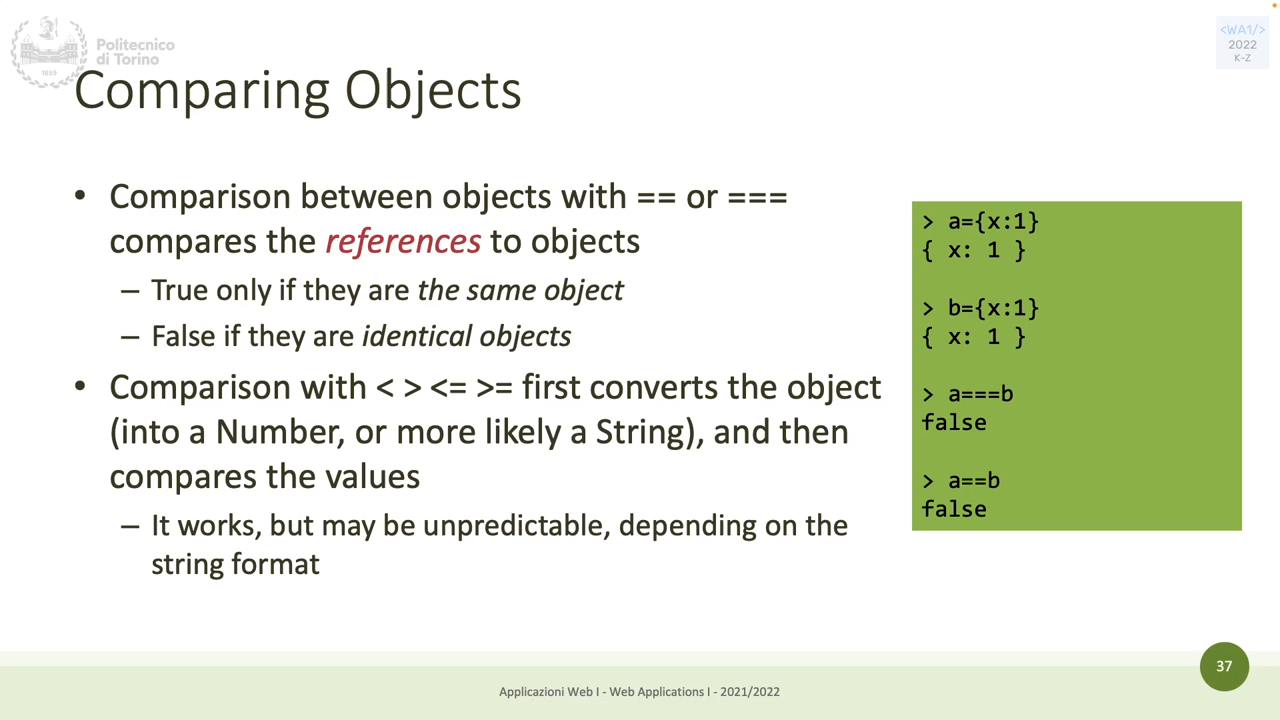 Politecnico
di Torino
1859
<WA1/>
2022
K-Z
Comparing Objects
• Comparison between objects with == or ===
compares the references to objects
– True only if they are the same object
– False if they are identical objects
• Comparison with < > <= >= first converts the object
(into a Number, or more likely a String), and then
compares the values
– It works, but may be unpredictable, depending on the
string format
> a={x:1}
{ x: 1 }
> b={x:1}
{ x: 1 }
> a===b
false
> a==b
false
37
Applicazioni Web I - Web Applications I - 2021/2022